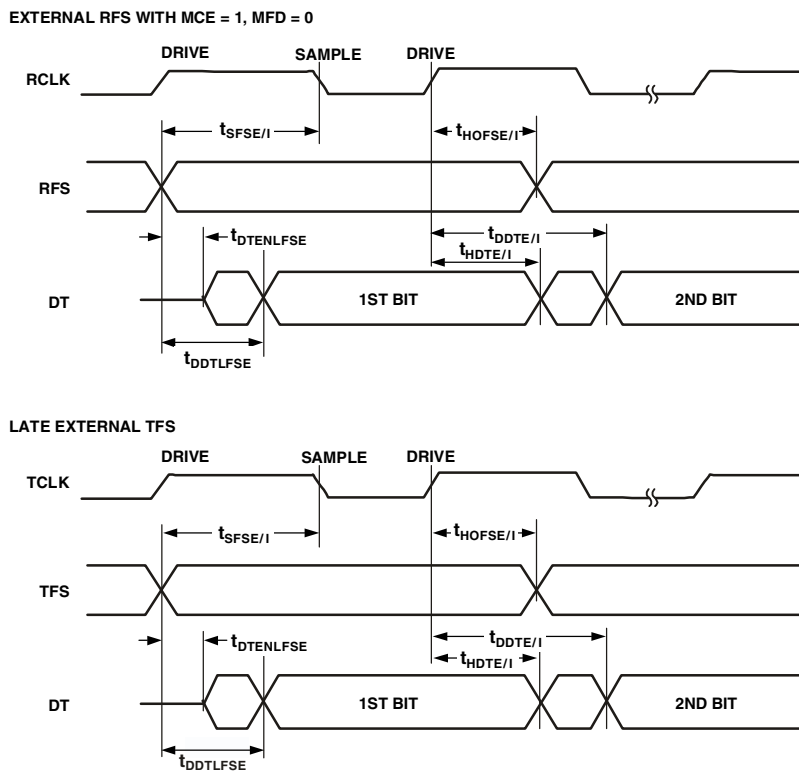 EXTERNAL RFS WITH MCE = 1, MFD = 0
DRIVE SAMPLE DRIVE
RCLK
tSFSE/I tHOFSE/I
RFS
tDDTE/I
tDTENLFSE tHDTE/I
DT 1ST BIT 2ND BIT
tDDTLFSE
LATE EXTERNAL TFS
DRIVE SAMPLE DRIVE
TCLK
tSFSE/I tHOFSE/I
TFS
tDDTE/I
tDTENLFSE tHDTE/I
DT 1ST BIT 2ND BIT
tDDTLFSE